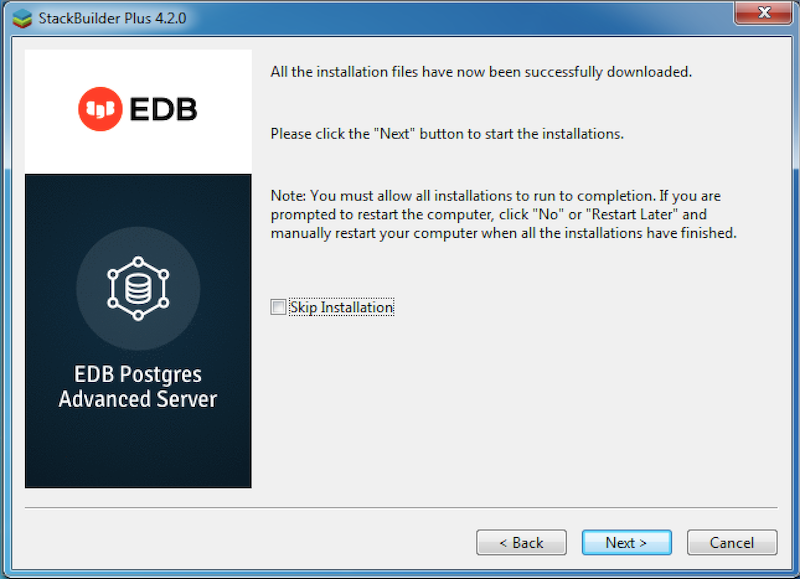 StackBuilder Plus 4.2.0
EDB
All the installation files have now been successfully downloaded.
Please click the "Next" button to start the installations.
Note: You must allow all installations to run to completion. If you are
prompted to restart the computer, click "No" or "Restart Later" and
manually restart your computer when all the installations have finished.
Skip Installation
EDB Postgres
Advanced Server
< Back
Next >
Cancel